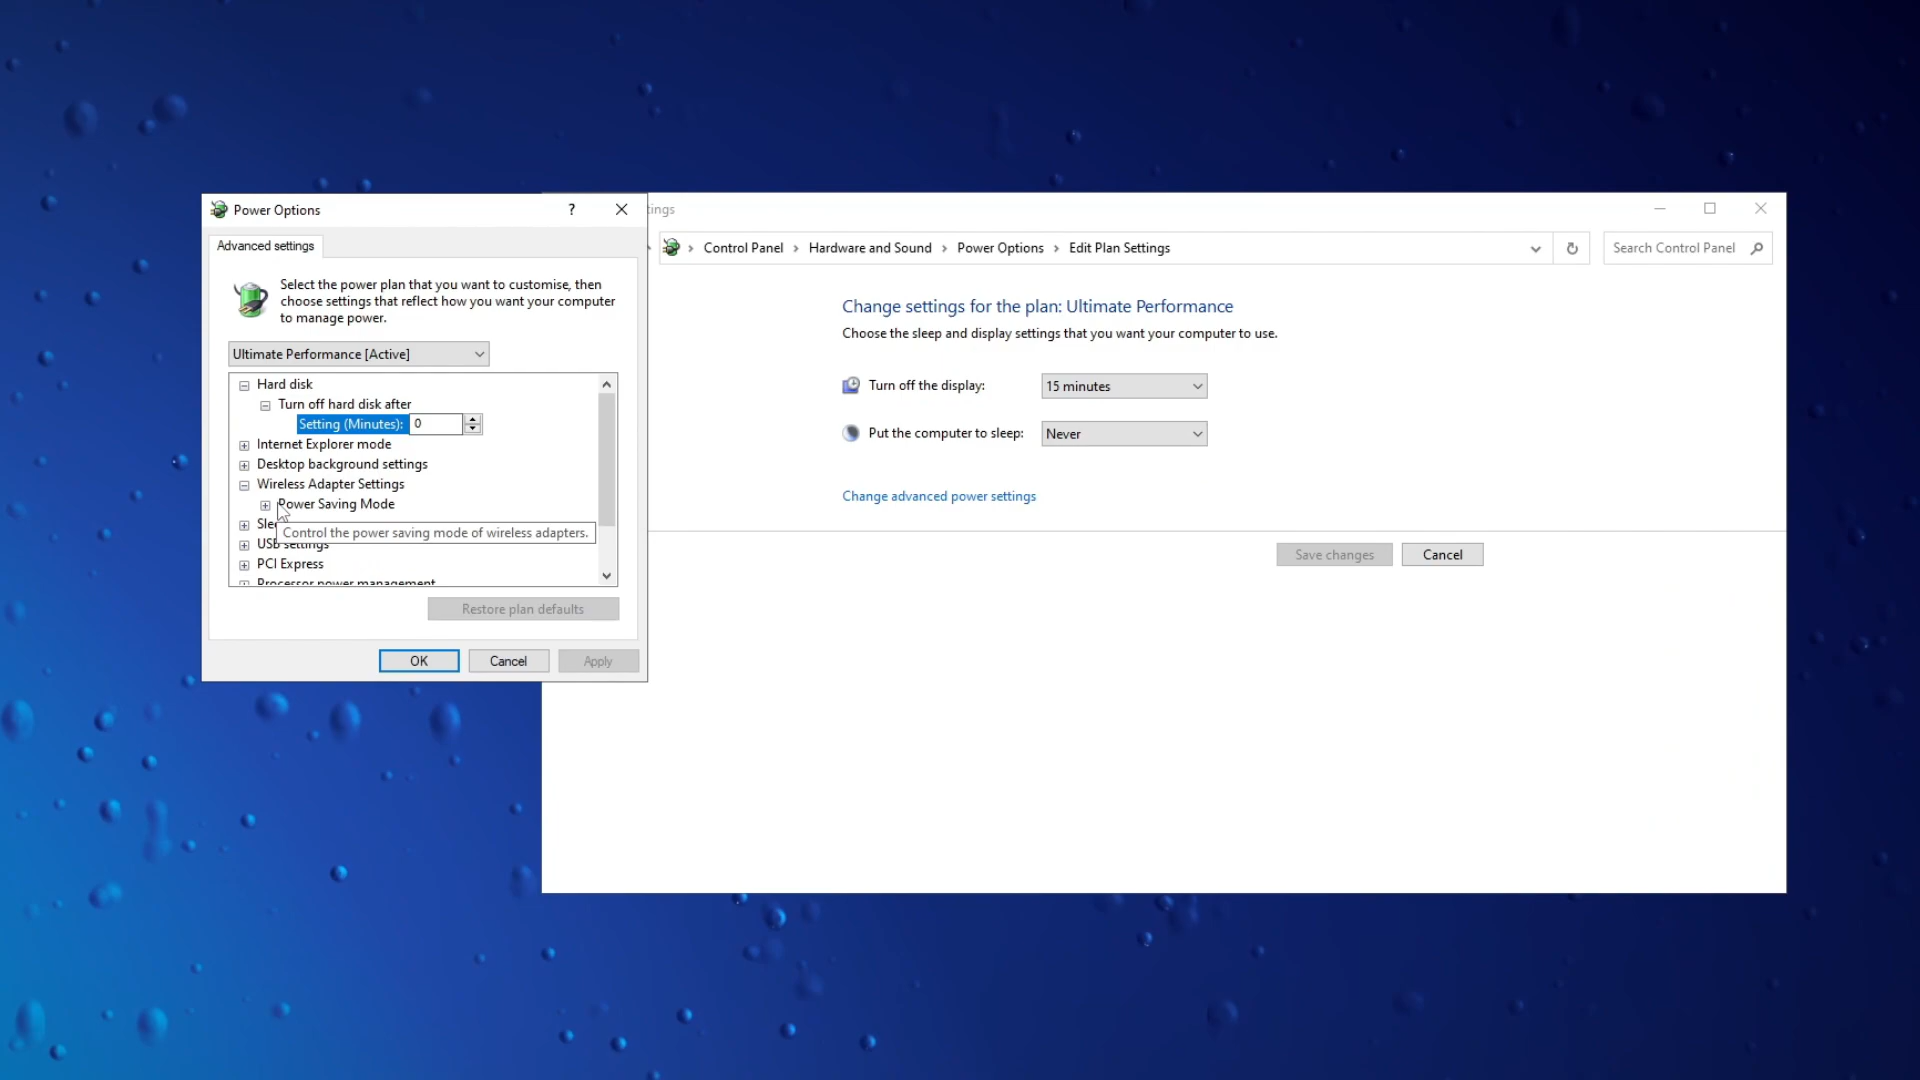 Power Options
?
Advanced settings
Select the power plan that you want to customise, then
choose settings that reflect how you want your computer
to manage power.
Ultimate Performance [Active]
Hard disk
Turn off hard disk after
Setting (Minutes): 0
Internet Explorer mode
Desktop background settings
Wireless Adapter Settings
Power Saving Mode
Control the power saving mode of wireless adapters.
USB settings
PCI Express
Processor power management
Restore plan defaults
OK Cancel Apply
Control Panel > Hardware and Sound > Power Options > Edit Plan Settings
Search Control Panel
Change settings for the plan: Ultimate Performance
Choose the sleep and display settings that you want your computer to use.
Turn off the display: 15 minutes
Put the computer to sleep: Never
Change advanced power settings
Save changes Cancel